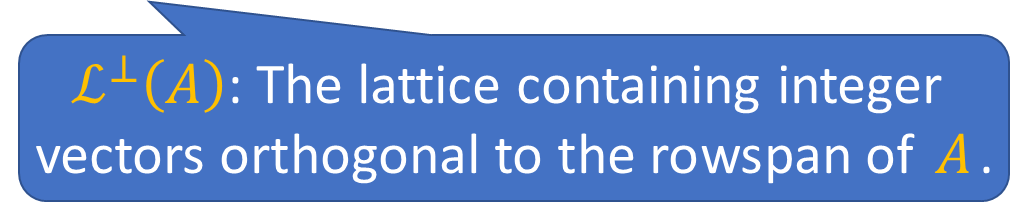 ℒ⊥(A): The lattice containing integer
vectors orthogonal to the rowspan of A.